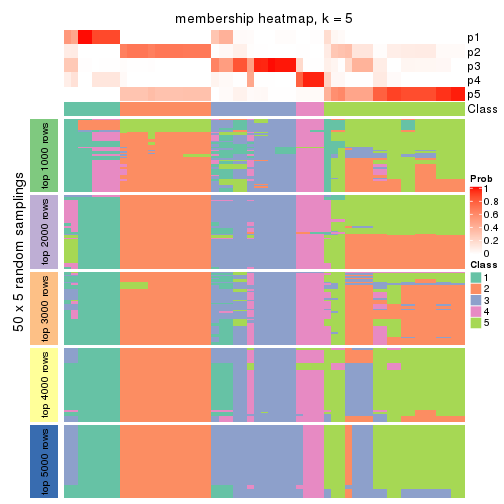 membership heatmap, k = 5
p1
p2
p3
p4
p5
Class
50 x 5 random samplings
top 1000 rows
top 2000 rows
top 3000 rows
top 4000 rows
top 5000 rows
Prob
1
0.8
0.6
0.4
0.2
0
Class
1
2
3
4
5